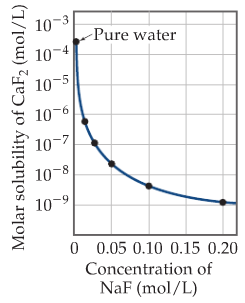 Molar solubility of CaF₂ (mol/L)
10⁻³
10⁻⁴
10⁻⁵
10⁻⁶
10⁻⁷
10⁻⁸
10⁻⁹
Pure water
0 0.05 0.10 0.15 0.20
Concentration of
NaF (mol/L)